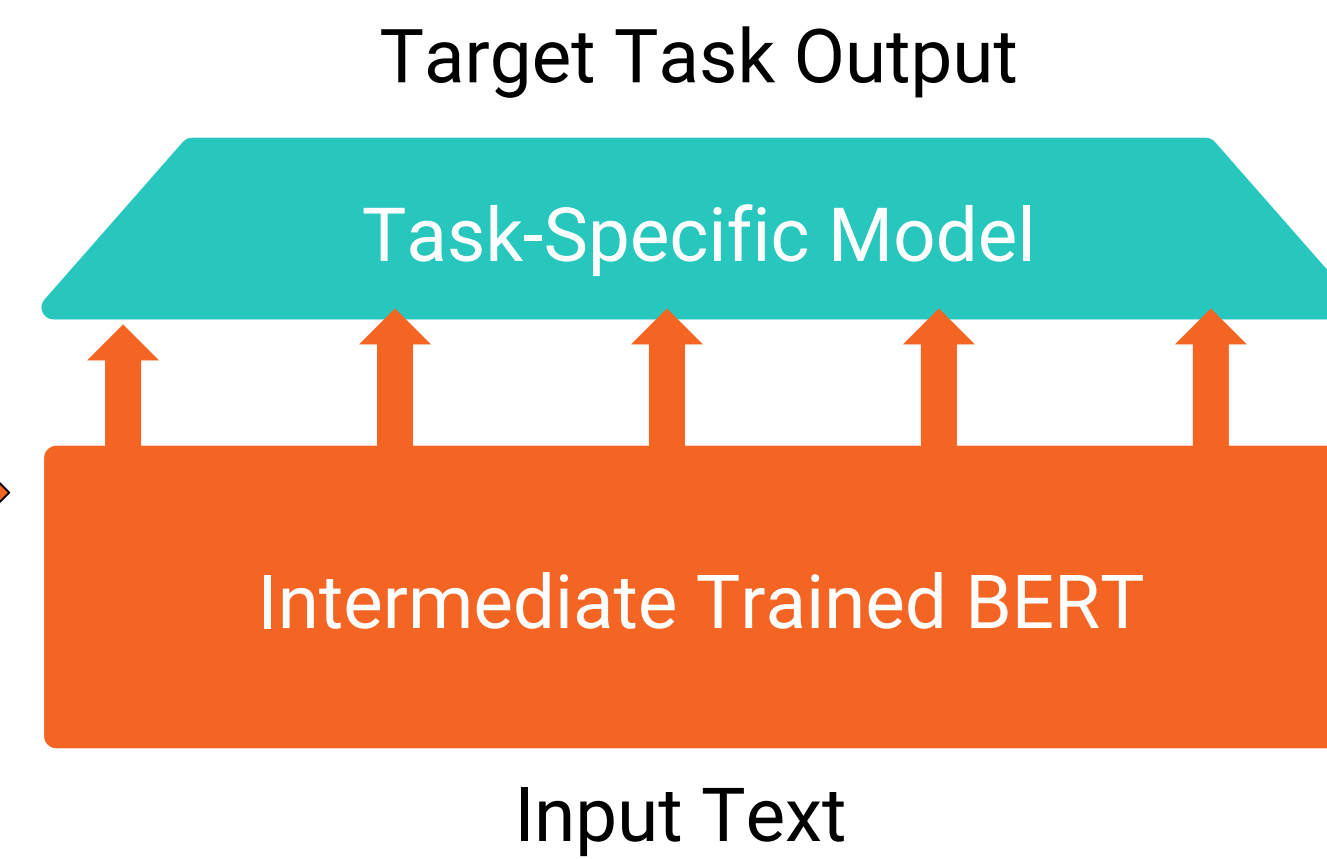 Target Task Output
Task-Specific Model
Intermediate Trained BERT
Input Text